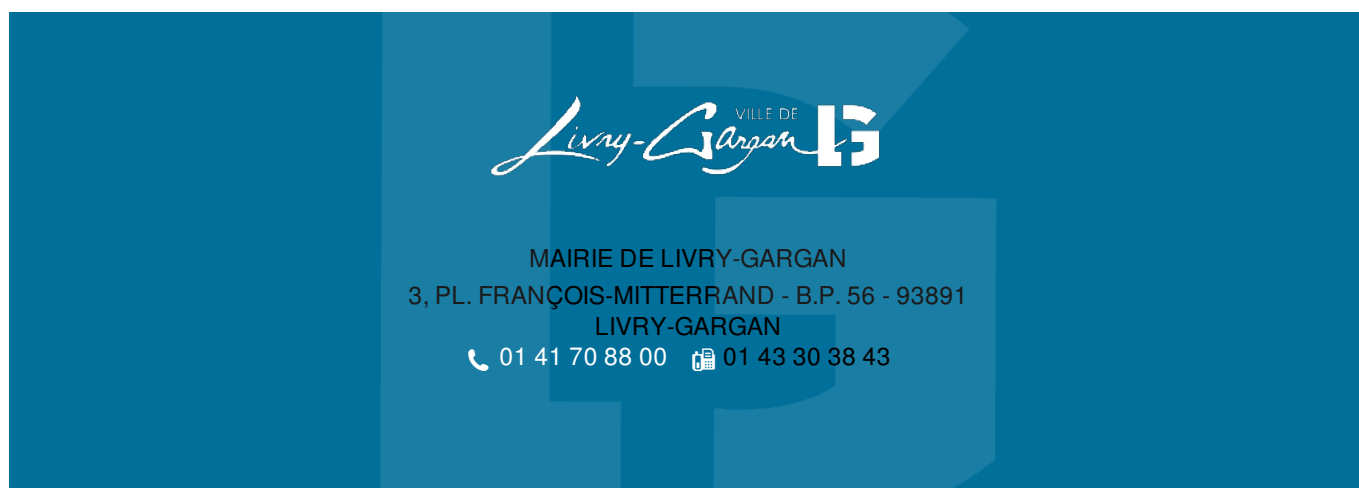 VILLE DE
Livry-Gargan LG
MAIRIE DE LIVRY-GARGAN
3, PL. FRANÇOIS-MITTERRAND - B.P. 56 - 93891
LIVRY-GARGAN
01 41 70 88 00 01 43 30 38 43